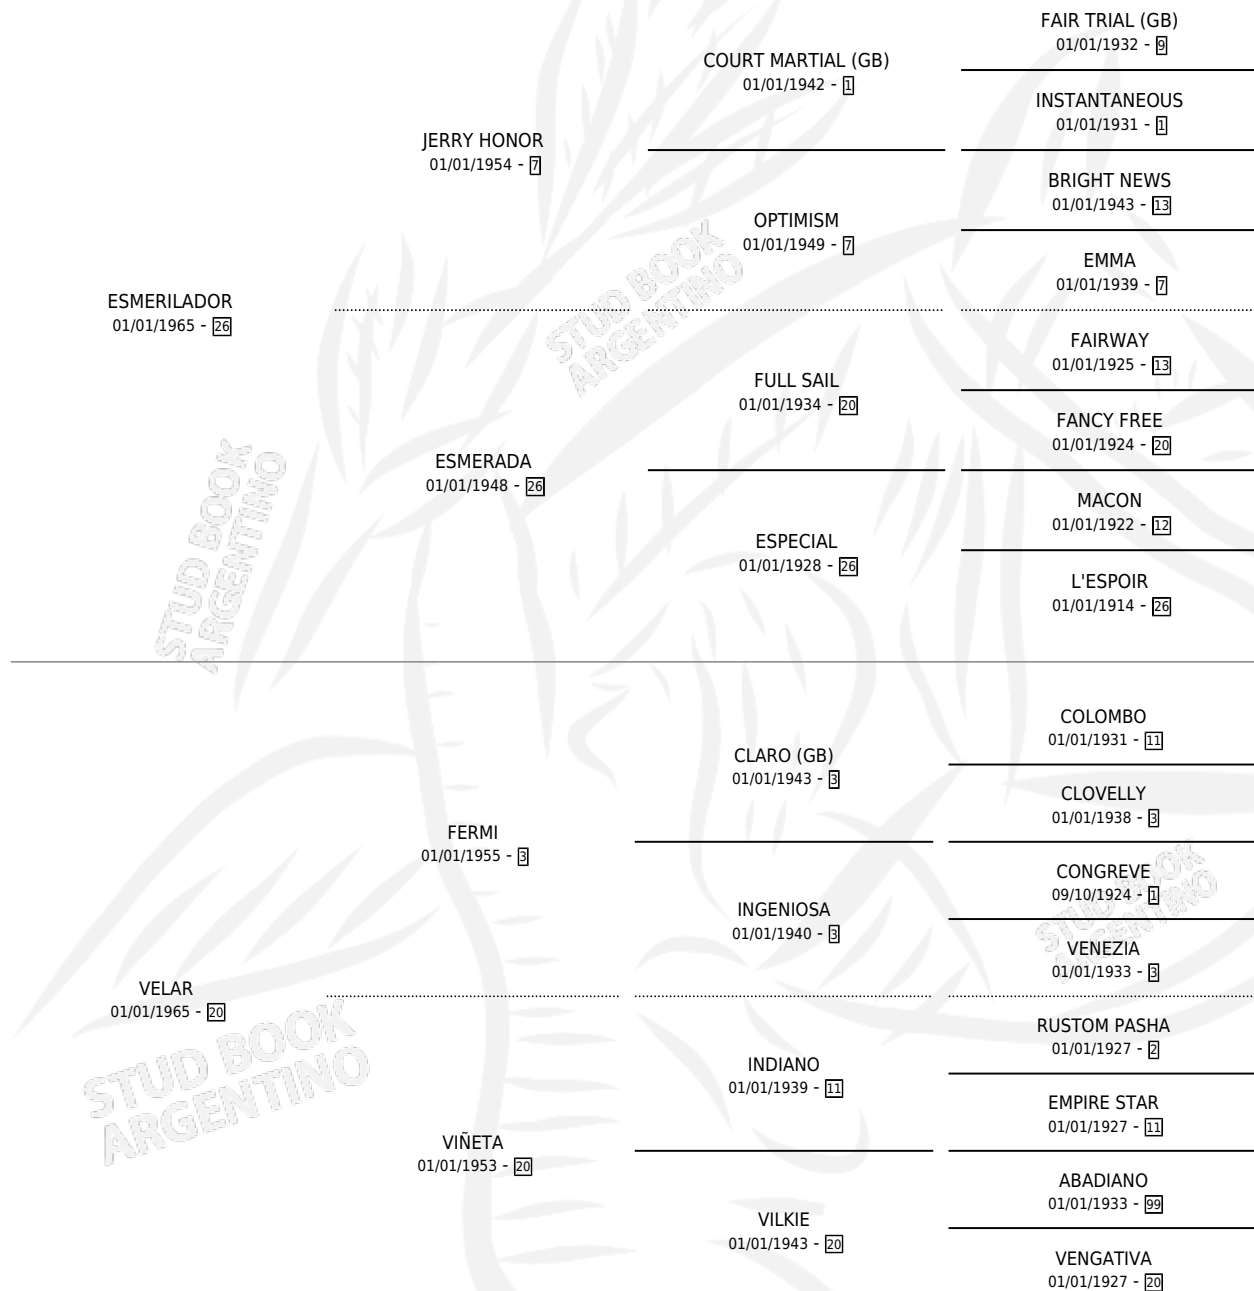 FAIR TRIAL (GB)
01/01/1932 - 9
COURT MARTIAL (GB)
01/01/1942 - 1
INSTANTANEOUS
01/01/1931 - 1
JERRY HONOR
01/01/1954 - 7
BRIGHT NEWS
01/01/1943 - 13
OPTIMISM
01/01/1949 - 7
EMMA
01/01/1939 - 7
ESMERILADOR
01/01/1965 - 26
FAIRWAY
01/01/1925 - 13
FULL SAIL
01/01/1934 - 20
FANCY FREE
01/01/1924 - 20
ESMERADA
01/01/1948 - 26
MACON
01/01/1922 - 12
ESPECIAL
01/01/1928 - 26
L'ESPOIR
01/01/1914 - 26
STUD BOOK
ARGENTINO
STUD BOOK
ARGENTINO
COLOMBO
01/01/1931 - 11
CLARO (GB)
01/01/1943 - 3
CLOVELLY
01/01/1938 - 3
FERMI
01/01/1955 - 3
CONGREVE
09/10/1924 - 1
INGENIOSA
01/01/1940 - 3
VENEZIA
01/01/1933 - 3
STUD BOOK
ARGENTINO
VELAR
01/01/1965 - 20
RUSTOM PASHA
01/01/1927 - 2
INDIANO
01/01/1939 - 11
EMPIRE STAR
01/01/1927 - 11
VIÑETA
01/01/1953 - 20
ABADIANO
01/01/1933 - 99
VILKIE
01/01/1943 - 20
VENGATIVA
01/01/1927 - 20
STUD BOOK
ARGENTINO